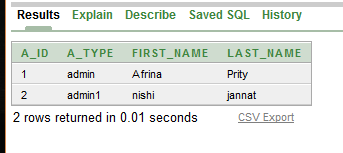 Results Explain Describe Saved SQL History
A_ID A_TYPE FIRST_NAME LAST_NAME
1 admin Afrina Prity
2 admin1 nishi jannat
2 rows returned in 0.01 seconds CSV Export